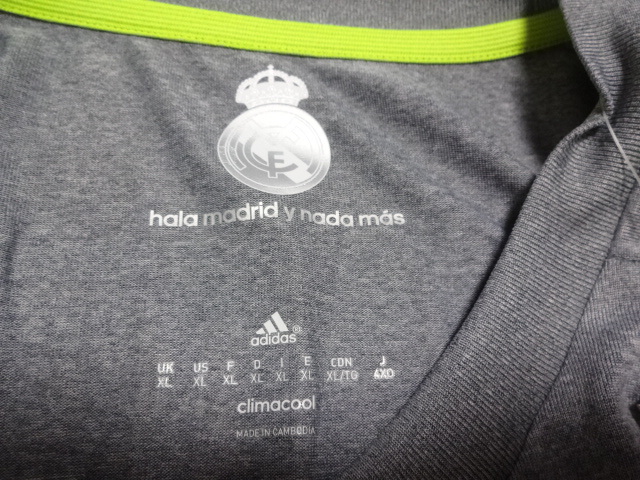 hala madrid y nada más
adidas®
UK US F D I E CDN J
XL XL XL XL XL XL XL/TG 4XO
climacool
MADE IN CAMBODIA